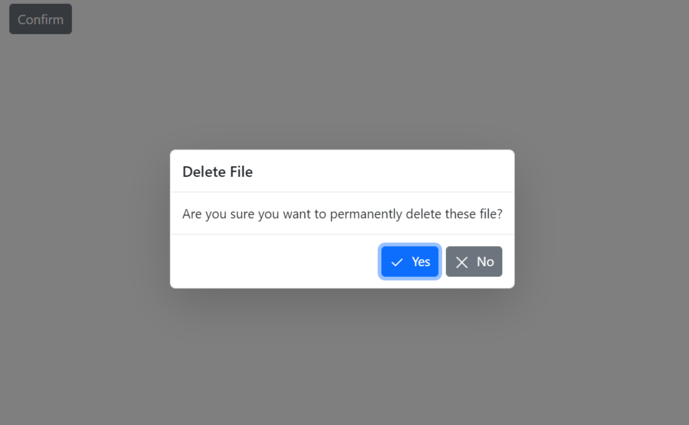 Confirm
Delete File
Are you sure you want to permanently delete these file?
Yes
No